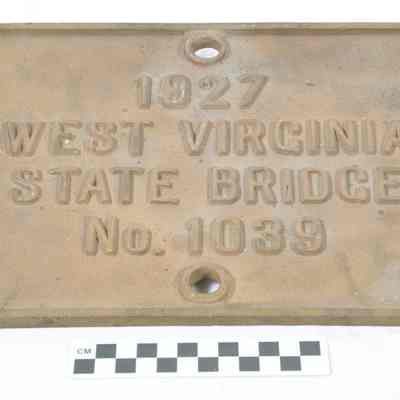 1927
WEST VIRGINIA
STATE BRIDGE
No. 1039
CM